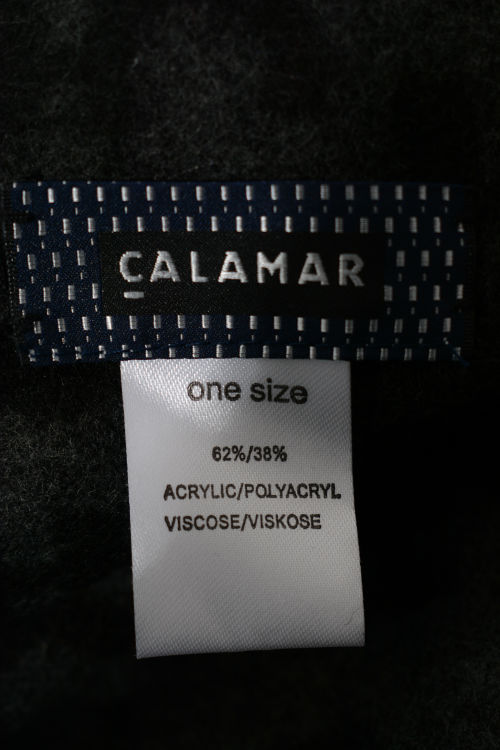 CALAMAR
one size
62%/38%
ACRYLIC/POLYACRYL
VISCOSE/VISKOSE